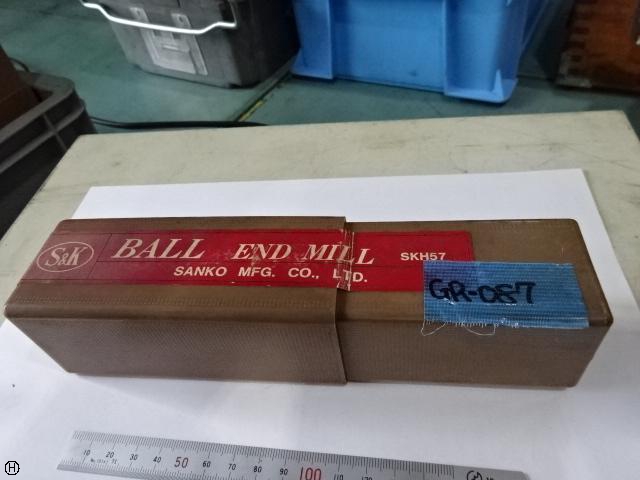 S&K
BALL END MILL SKH57
SANKO MFG. CO., LTD.
GR-087
10 20 30 40 50 60 70 80 90 100
H